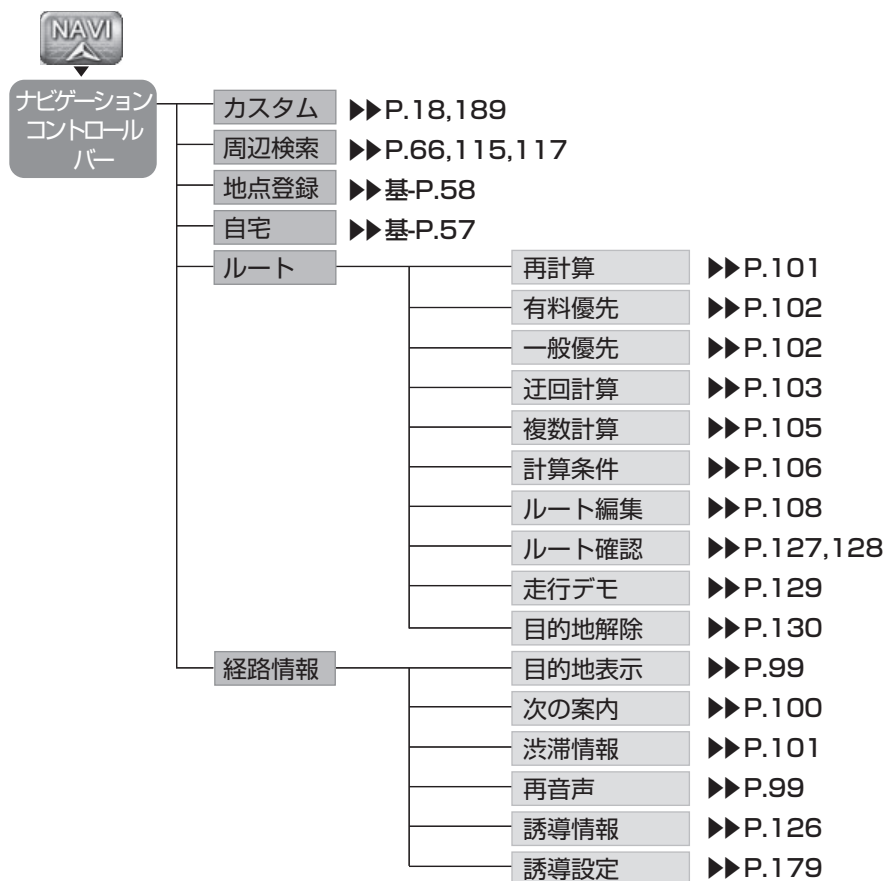 NAVI
ナビゲーション
コントロール
バー
カスタム ▶▶P.18,189
周辺検索 ▶▶P.66,115,117
地点登録 ▶▶基-P.58
自宅 ▶▶基-P.57
ルート
再計算 ▶▶P.101
有料優先 ▶▶P.102
一般優先 ▶▶P.102
迂回計算 ▶▶P.103
複数計算 ▶▶P.105
計算条件 ▶▶P.106
ルート編集 ▶▶P.108
ルート確認 ▶▶P.127,128
走行デモ ▶▶P.129
目的地解除 ▶▶P.130
経路情報
目的地表示 ▶▶P.99
次の案内 ▶▶P.100
渋滞情報 ▶▶P.101
再音声 ▶▶P.99
誘導情報 ▶▶P.126
誘導設定 ▶▶P.179